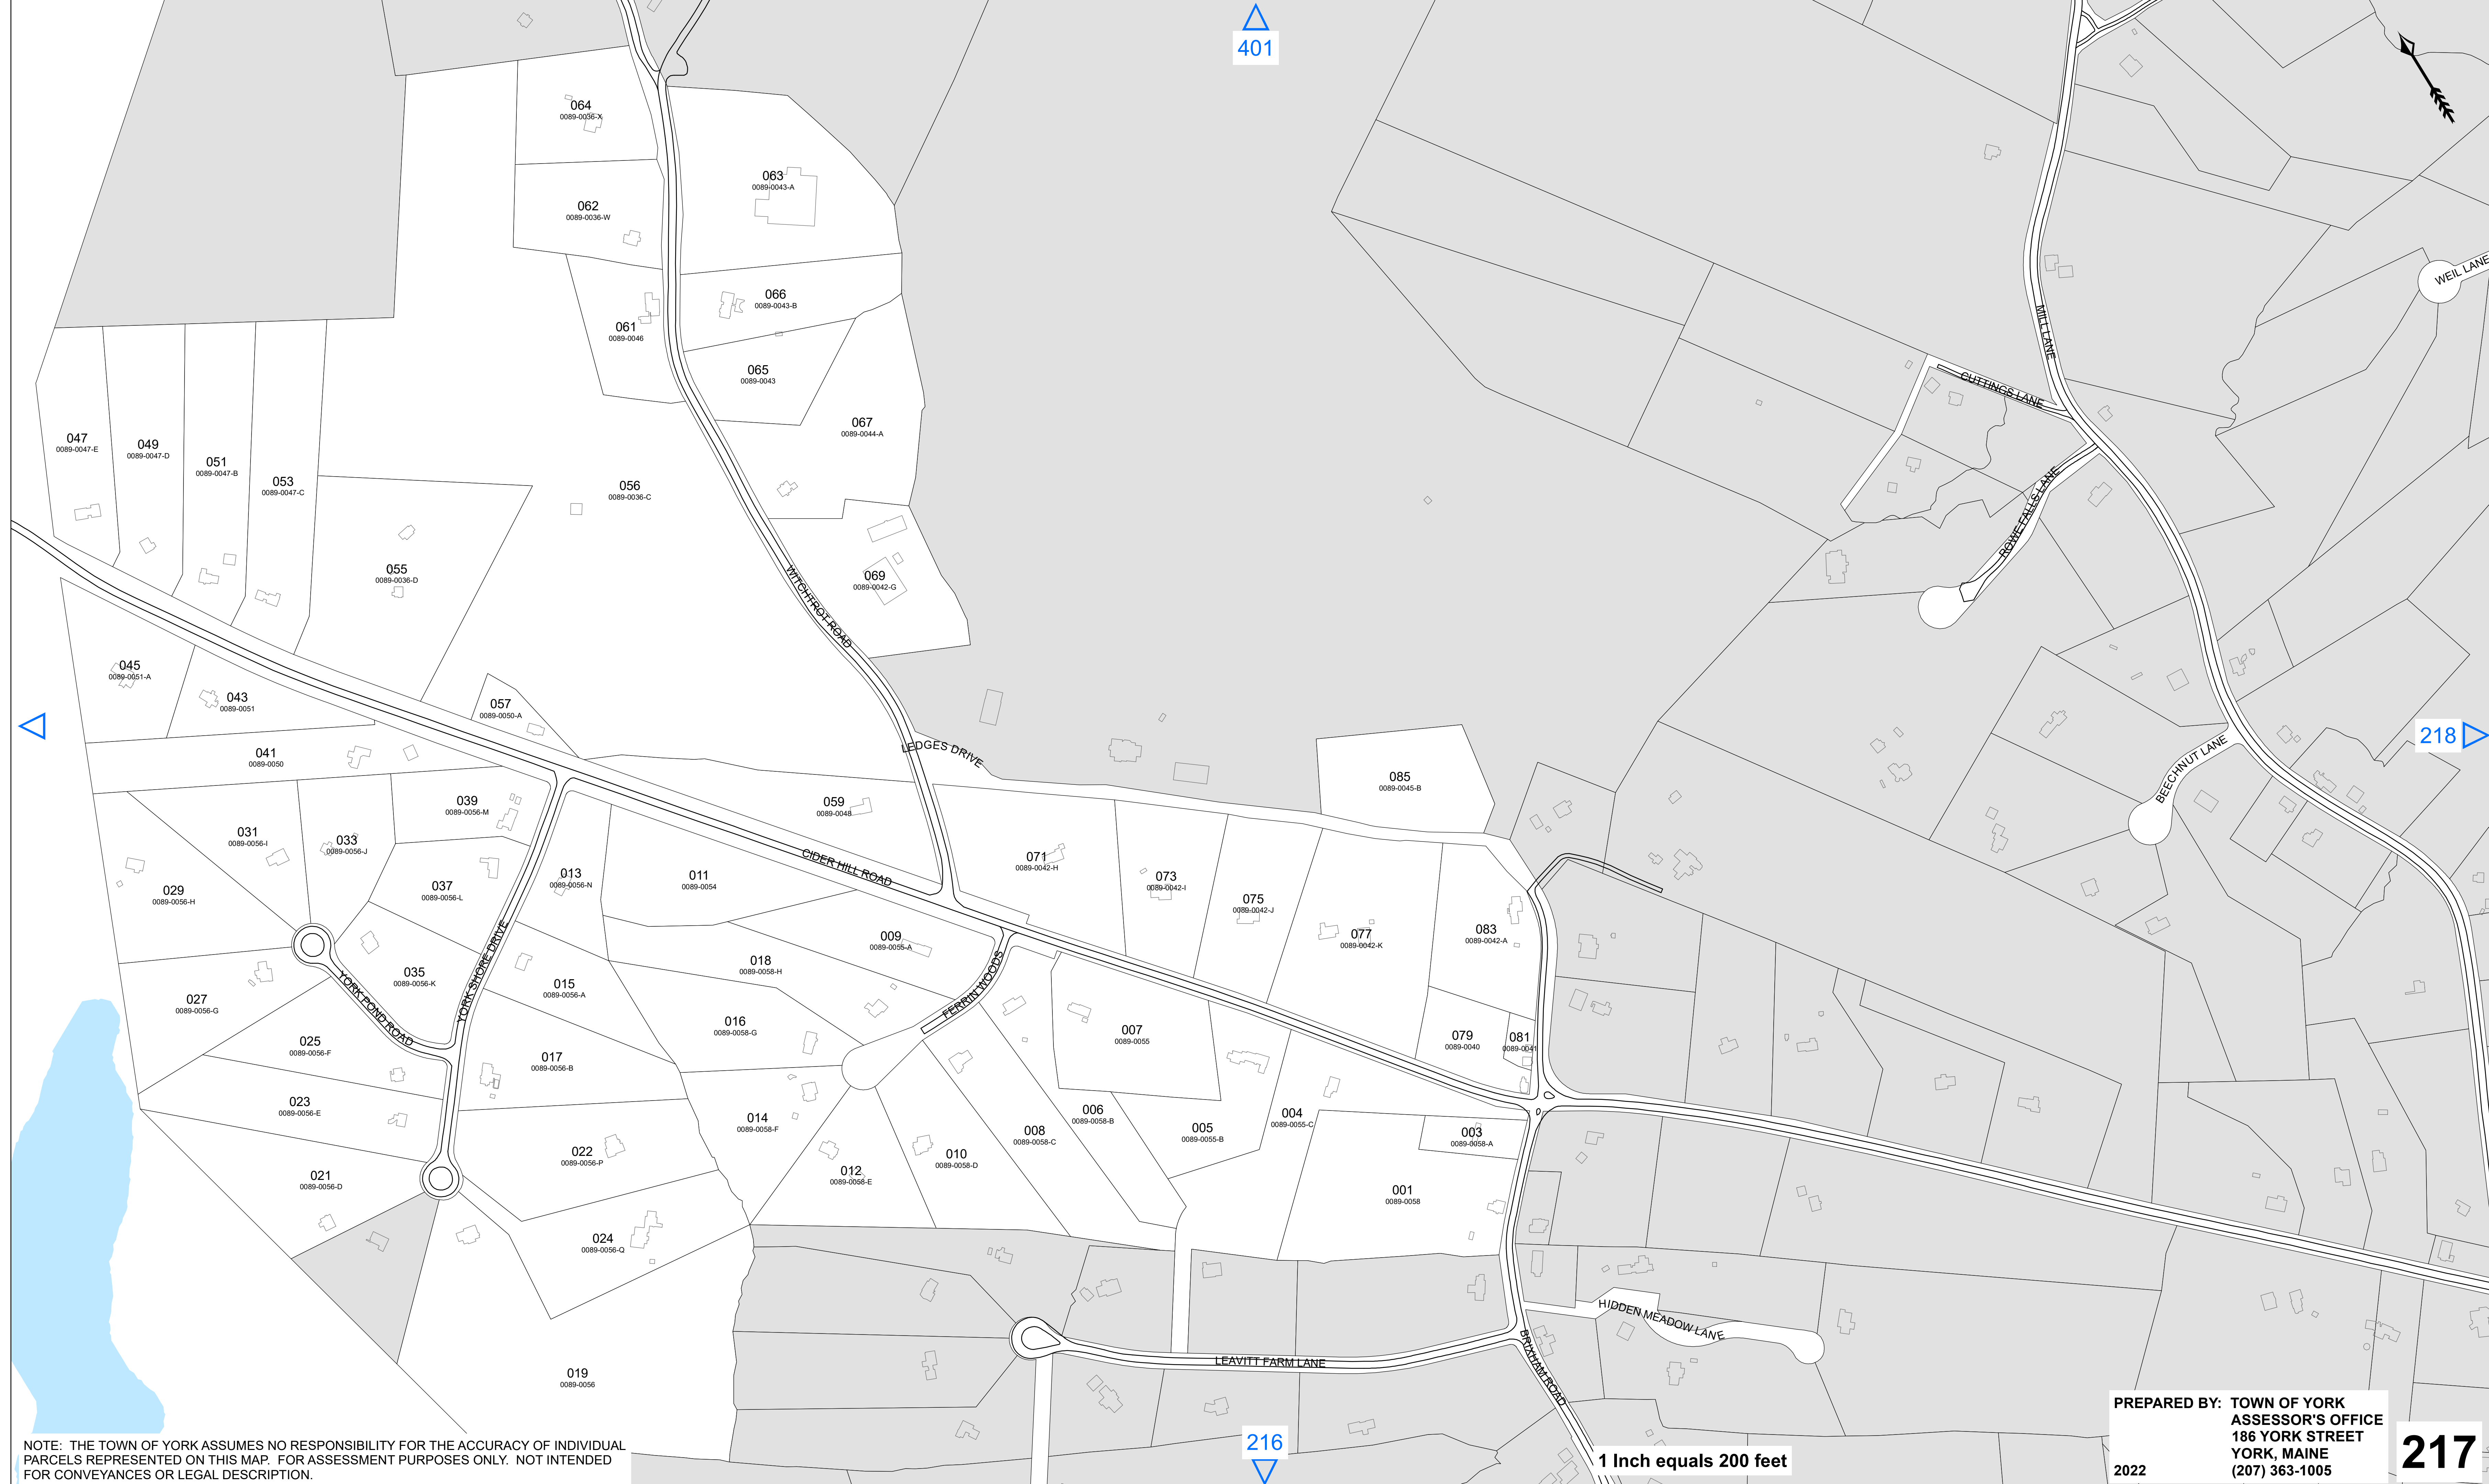 401
064
0089-0036-X
063
0089-0043-A
062
0089-0036-W
WEIL LANE
066
0089-0043-B
061
0089-0046
MILL LANE
065
0089-0043
CUTTINGS LANE
067
0089-0044-A
047
0089-0047-E
049
0089-0047-D
051
0089-0047-B
053
0089-0047-C
056
0089-0036-C
ROWE FALLS LANE
055
0089-0036-D
069
0089-0042-G
WITCHTROT ROAD
045
0089-0051-A
043
0089-0051
057
0089-0050-A
218
LEDGES DRIVE
041
0089-0050
BEECHNUT LANE
085
0089-0045-B
039
0089-0056-M
059
0089-0048
031
0089-0056-I
033
0089-0056-J
071
0089-0042-H
CIDER HILL ROAD
013
0089-0056-N
011
0089-0054
073
0089-0042-I
037
0089-0056-L
029
0089-0056-H
075
0089-0042-J
083
0089-0042-A
077
0089-0042-K
009
0089-0055-A
018
0089-0058-H
YORK SHORE DRIVE
035
0089-0056-K
015
0089-0056-A
FERRIN WOODS
027
0089-0056-G
YORK POND ROAD
016
0089-0058-G
007
0089-0055
079
0089-0040
081
0089-0041
025
0089-0056-F
017
0089-0056-B
023
0089-0056-E
014
0089-0058-F
006
0089-0058-B
004
0089-0055-C
005
0089-0055-B
008
0089-0058-C
003
0089-0058-A
022
0089-0056-P
010
0089-0058-D
012
0089-0058-E
021
0089-0056-D
001
0089-0058
024
0089-0056-Q
HIDDEN MEADOW LANE
LEAVITT FARM LANE
BRIXHAM ROAD
019
0089-0056
216
NOTE: THE TOWN OF YORK ASSUMES NO RESPONSIBILITY FOR THE ACCURACY OF INDIVIDUAL
PARCELS REPRESENTED ON THIS MAP. FOR ASSESSMENT PURPOSES ONLY. NOT INTENDED
FOR CONVEYANCES OR LEGAL DESCRIPTION.
1 Inch equals 200 feet
PREPARED BY: TOWN OF YORK
ASSESSOR'S OFFICE
186 YORK STREET
YORK, MAINE
2022 (207) 363-1005
217